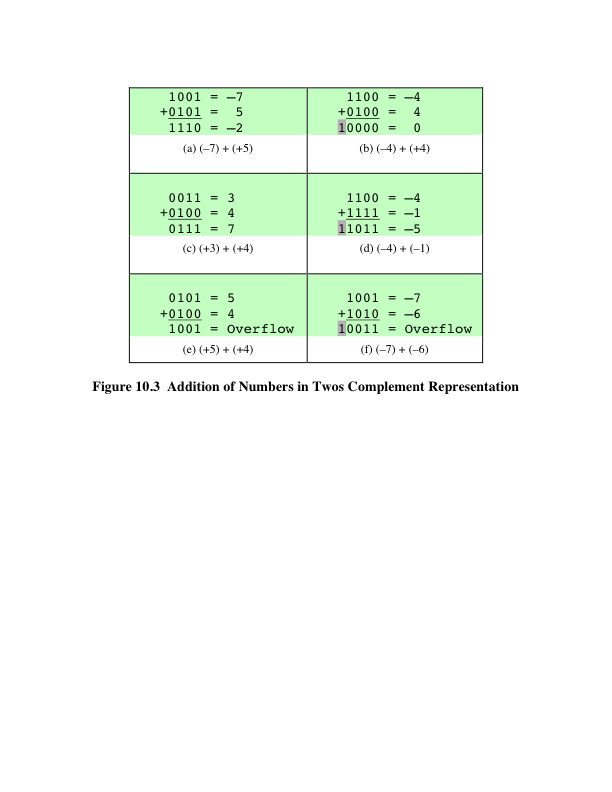 1001 = –7
+0101 = 5
1110 = –2
(a) (–7) + (+5)
1100 = –4
+0100 = 4
10000 = 0
(b) (–4) + (+4)
0011 = 3
+0100 = 4
0111 = 7
(c) (+3) + (+4)
1100 = –4
+1111 = –1
11011 = –5
(d) (–4) + (–1)
0101 = 5
+0100 = 4
1001 = Overflow
(e) (+5) + (+4)
1001 = –7
+1010 = –6
10011 = Overflow
(f) (–7) + (–6)
Figure 10.3 Addition of Numbers in Twos Complement Representation